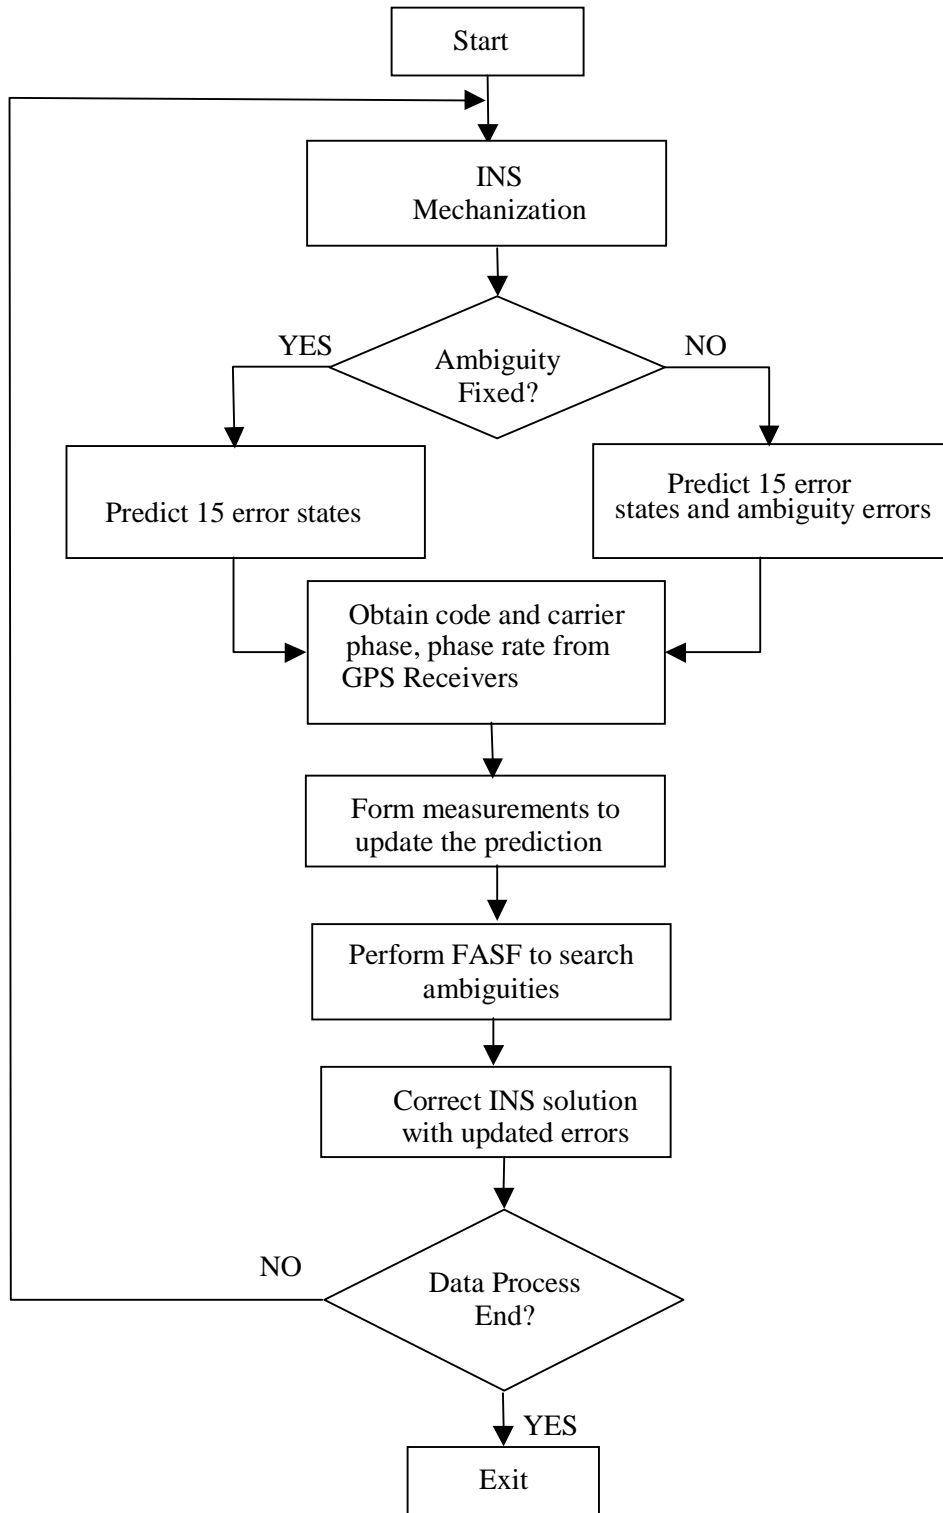 Start
INS
Mechanization
YES
NO
Ambiguity
Fixed?
Predict 15 error states
Predict 15 error
states and ambiguity errors
Obtain code and carrier
phase, phase rate from
GPS Receivers
Form measurements to
update the prediction
Perform FASF to search
ambiguities
Correct INS solution
with updated errors
NO
Data Process
End?
YES
Exit